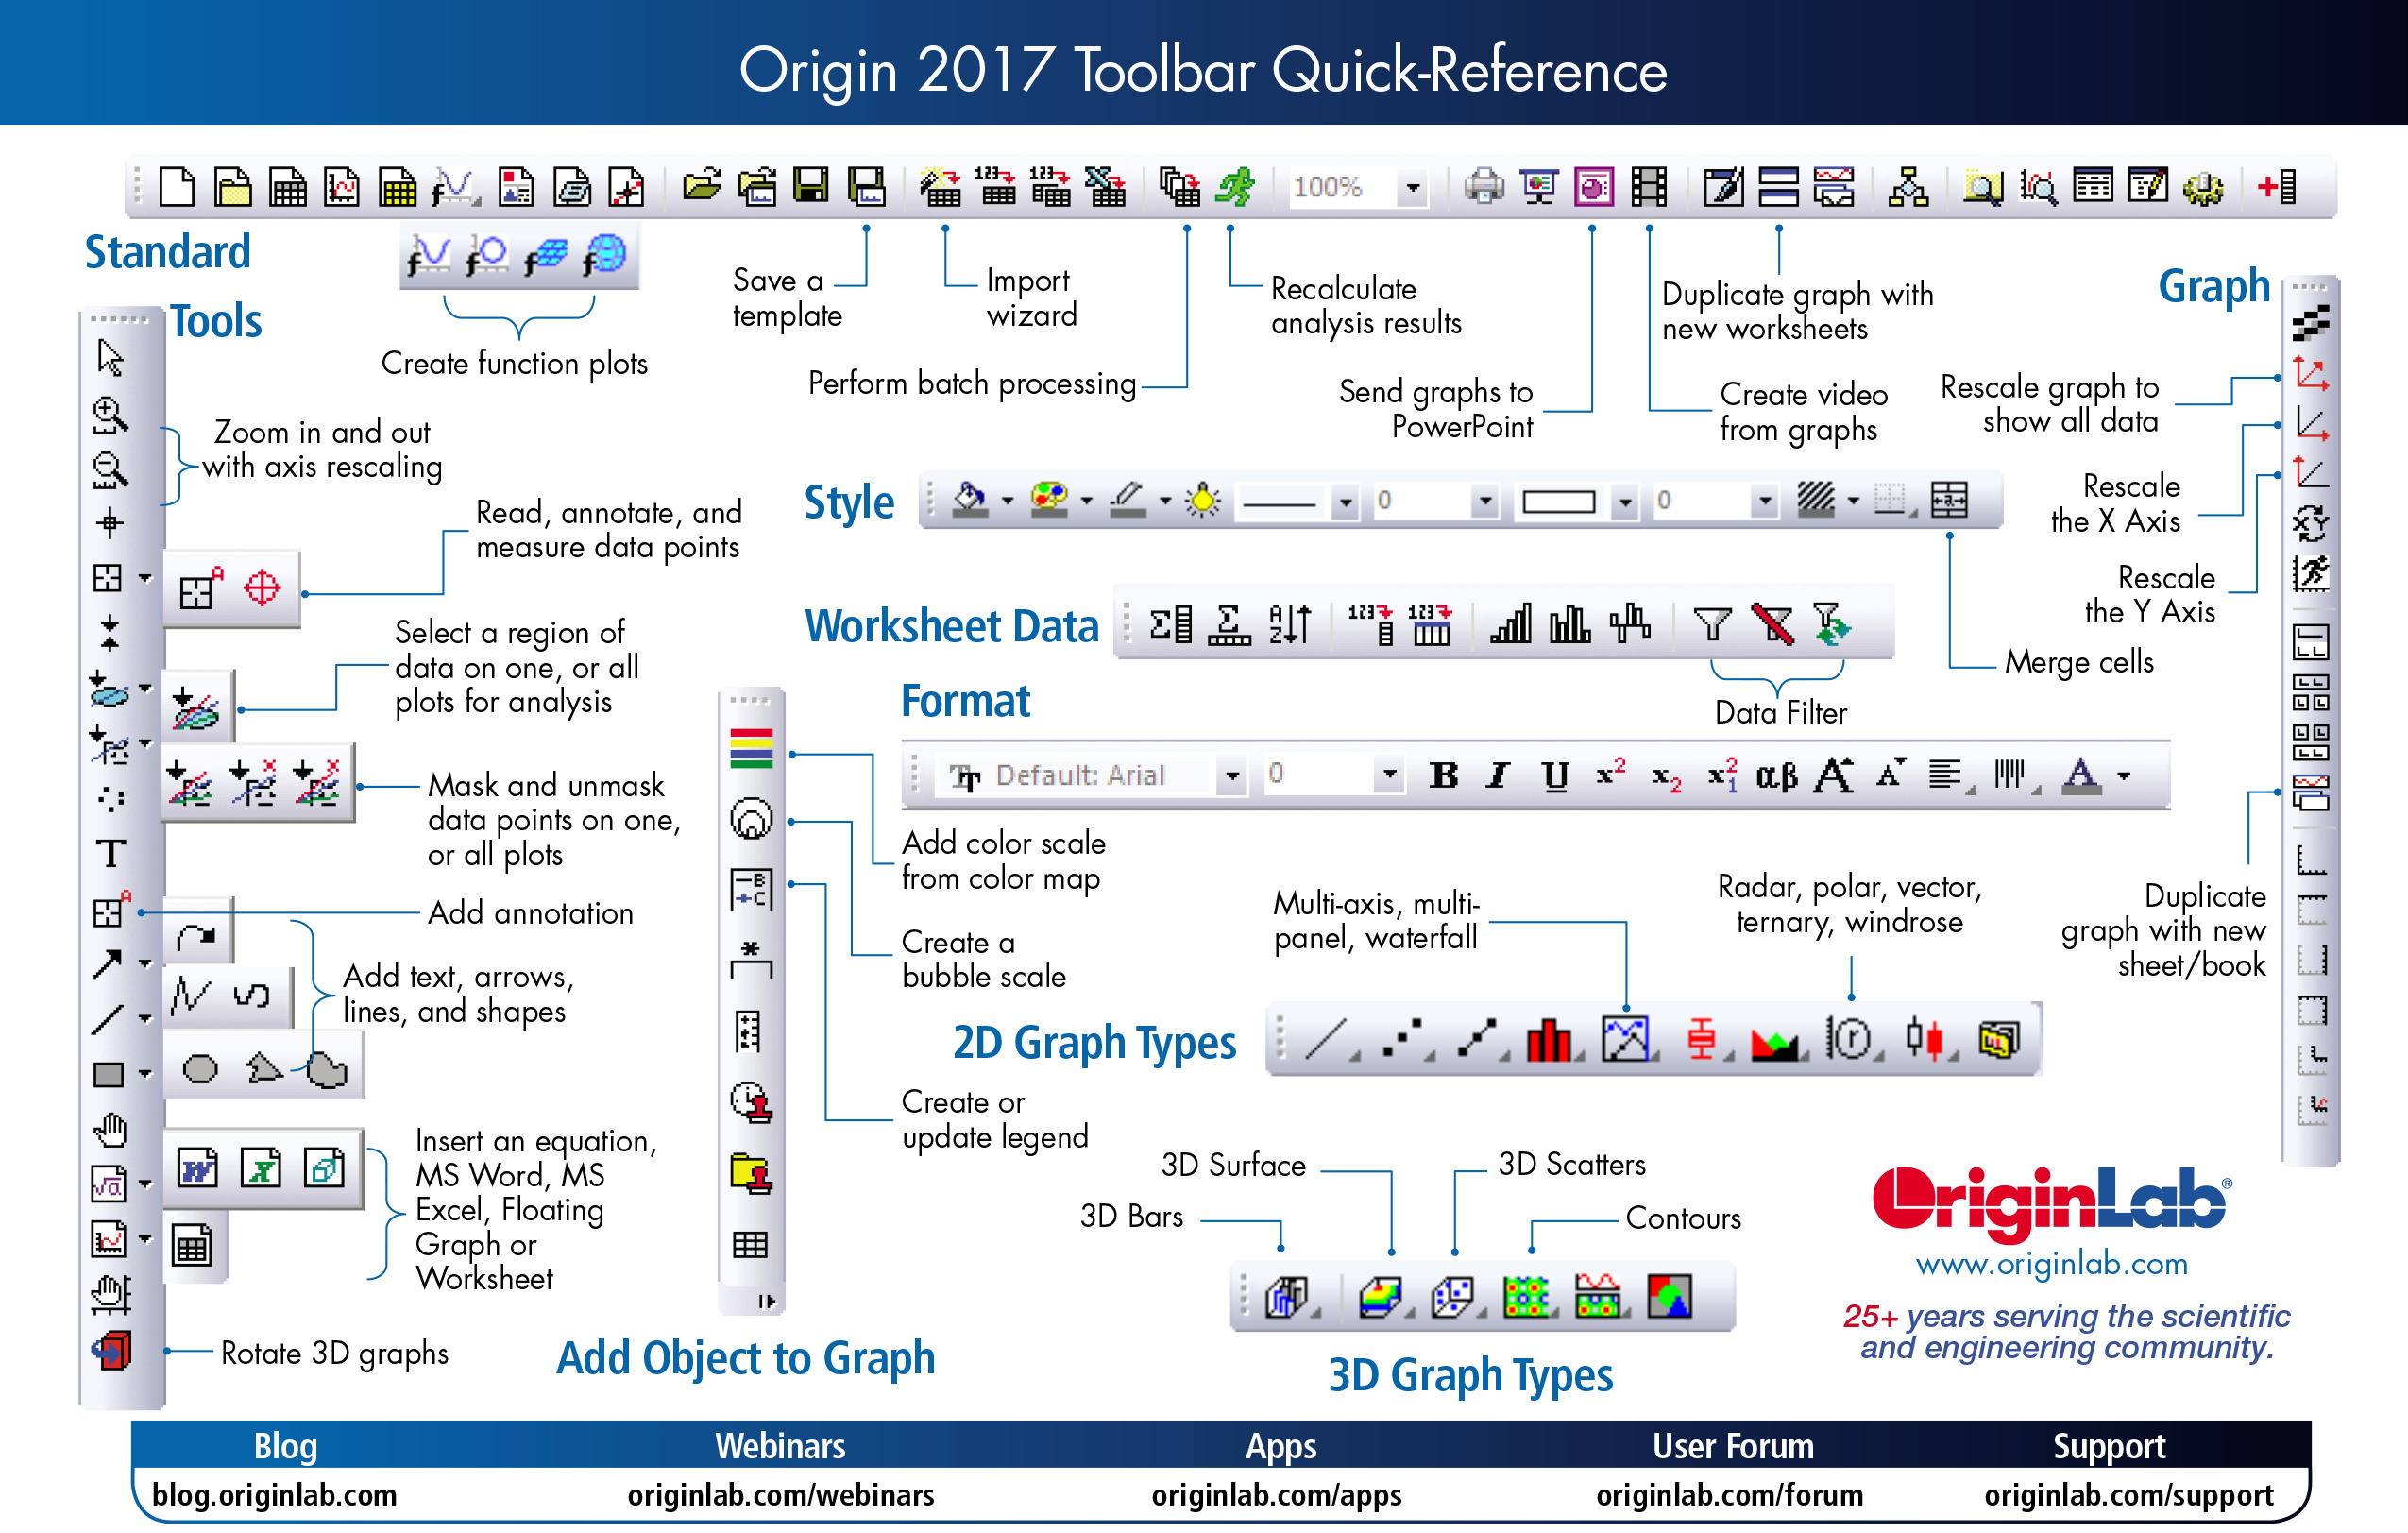 Origin 2017 Toolbar Quick-Reference
100%
Standard
Create function plots
Save a
template
Import
wizard
Perform batch processing
Recalculate
analysis results
Send graphs to
PowerPoint
Duplicate graph with
new worksheets
Create video
from graphs
Graph
Rescale graph to
show all data
Rescale
the X Axis
Rescale
the Y Axis
Duplicate
graph with new
sheet/book
Tools
Zoom in and out
with axis rescaling
Read, annotate, and
measure data points
Select a region of
data on one, or all
plots for analysis
Mask and unmask
data points on one,
or all plots
Add annotation
Add text, arrows,
lines, and shapes
Insert an equation,
MS Word, MS
Excel, Floating
Graph or
Worksheet
Rotate 3D graphs
Style
0
0
Merge cells
Worksheet Data
Data Filter
Format
Default: Arial
0
B I U x² x₂ x²₁ αβ A A A
Add color scale
from color map
Create a
bubble scale
Create or
update legend
Add Object to Graph
Multi-axis, multi-
panel, waterfall
Radar, polar, vector,
ternary, windrose
2D Graph Types
3D Surface
3D Scatters
3D Bars
Contours
3D Graph Types
OriginLab®
www.originlab.com
25+ years serving the scientific
and engineering community.
Blog Webinars Apps User Forum Support
blog.originlab.com originlab.com/webinars originlab.com/apps originlab.com/forum originlab.com/support